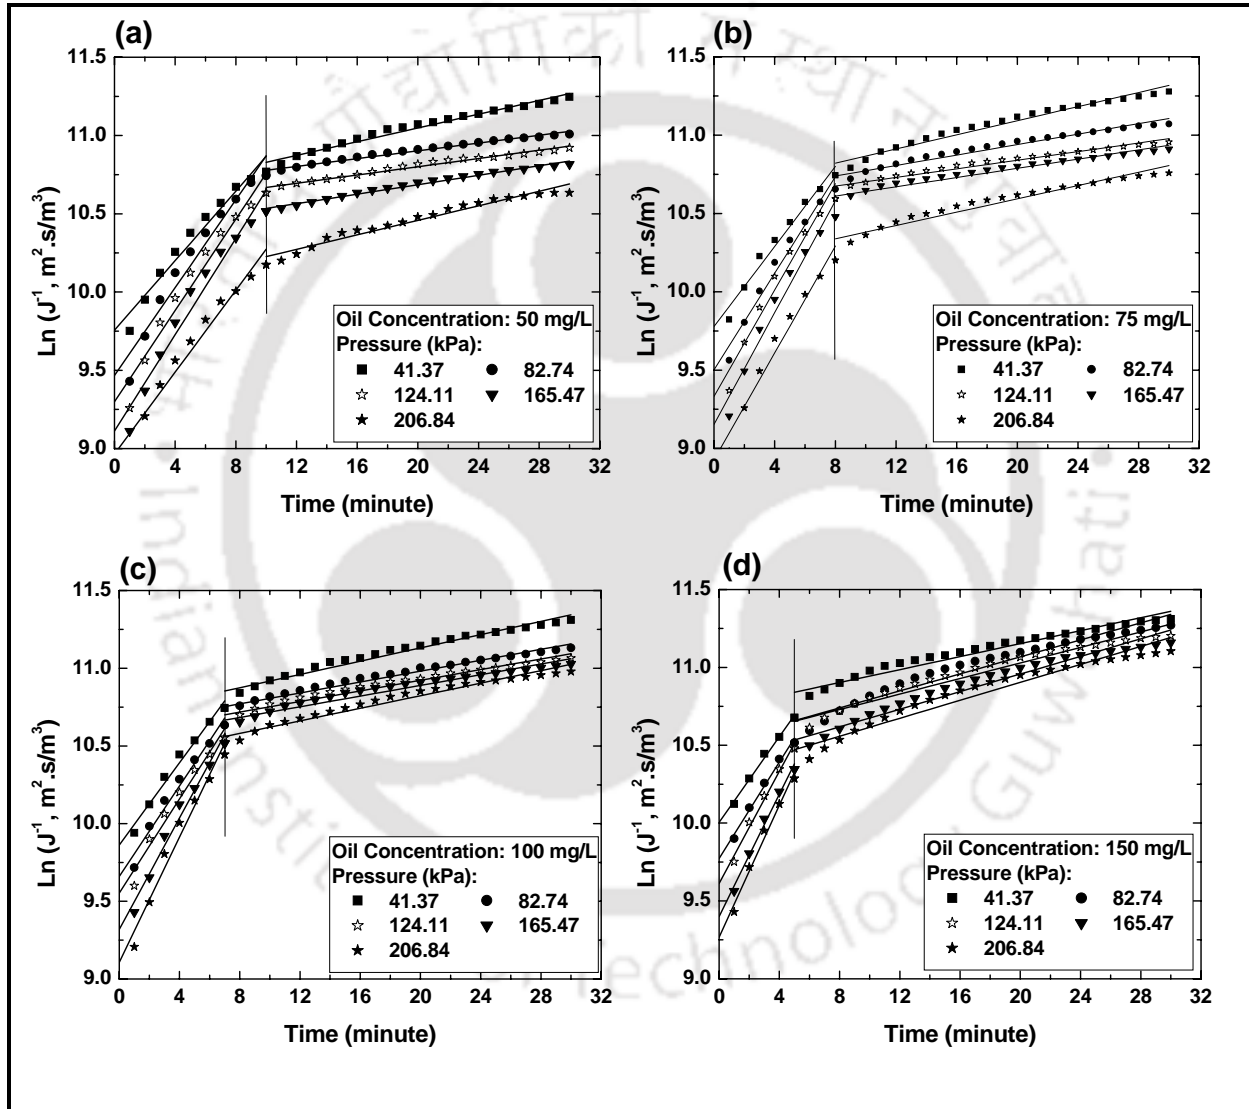 (a)
11.5
11.0
10.5
10.0
9.5
9.0
Ln (J-1, m2.s/m3)
0 4 8 12 16 20 24 28 32
Time (minute)
Oil Concentration: 50 mg/L
Pressure (kPa):
41.37 82.74
124.11 165.47
206.84
(b)
11.5
11.0
10.5
10.0
9.5
9.0
Ln (J-1, m2.s/m3)
0 4 8 12 16 20 24 28 32
Time (minute)
Oil Concentration: 75 mg/L
Pressure (kPa):
41.37 82.74
124.11 165.47
206.84
(c)
11.5
11.0
10.5
10.0
9.5
9.0
Ln (J-1, m2.s/m3)
0 4 8 12 16 20 24 28 32
Time (minute)
Oil Concentration: 100 mg/L
Pressure (kPa):
41.37 82.74
124.11 165.47
206.84
(d)
11.5
11.0
10.5
10.0
9.5
9.0
Ln (J-1, m2.s/m3)
0 4 8 12 16 20 24 28 32
Time (minute)
Oil Concentration: 150 mg/L
Pressure (kPa):
41.37 82.74
124.11 165.47
206.84
Indian Technology, Guwahati